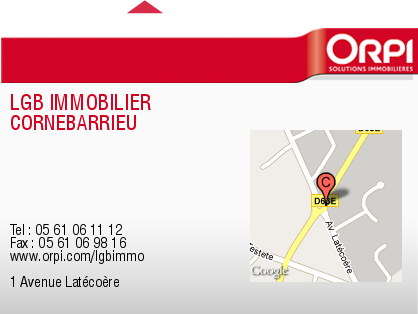 ORPI
SOLUTIONS IMMOBILIÈRES
LGB IMMOBILIER
CORNEBARRIEU
C
Av. Latécoère
Google
Tel : 05 61 06 11 12
Fax : 05 61 06 98 16
www.orpi.com/lgbimmo
1 Avenue Latécoère